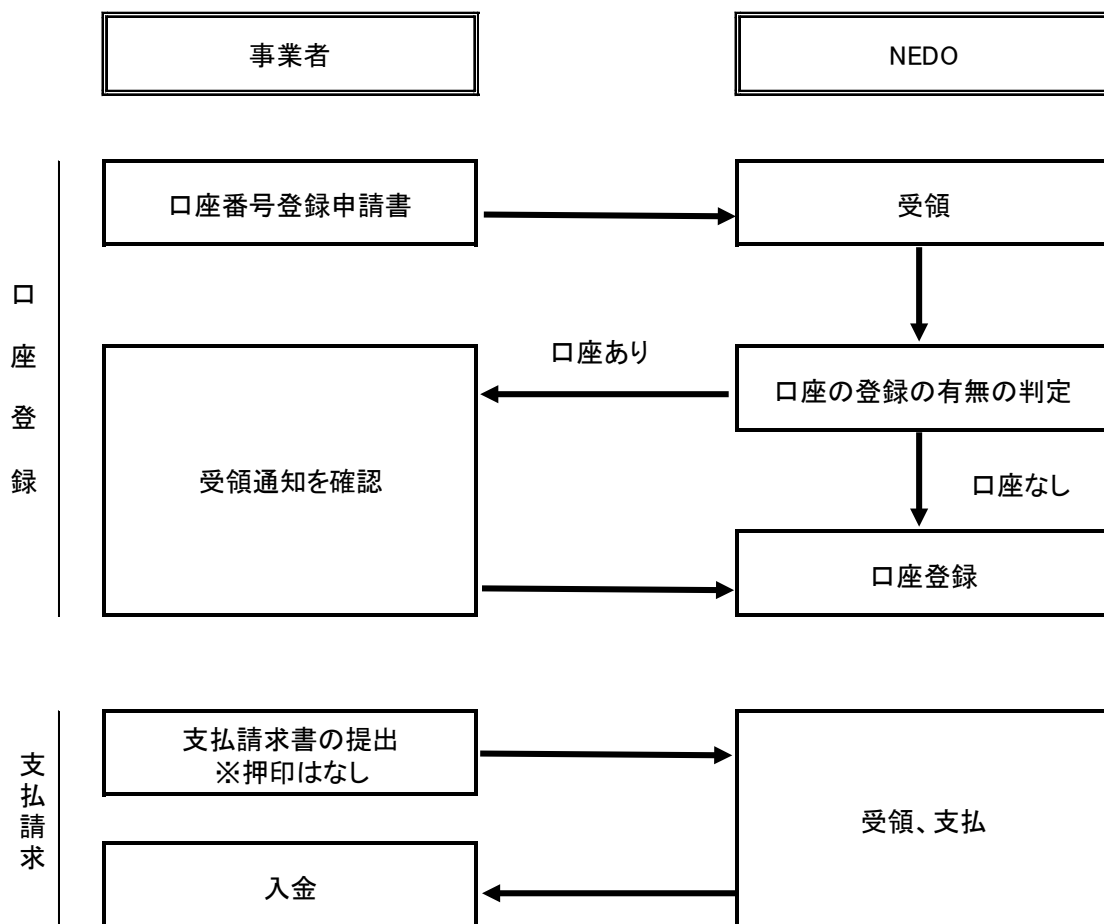 事業者
NEDO
口座登録
口座番号登録申請書
受領
口座あり
口座の登録の有無の判定
受領通知を確認
口座なし
口座登録
支払請求
支払請求書の提出
※押印はなし
受領、支払
入金